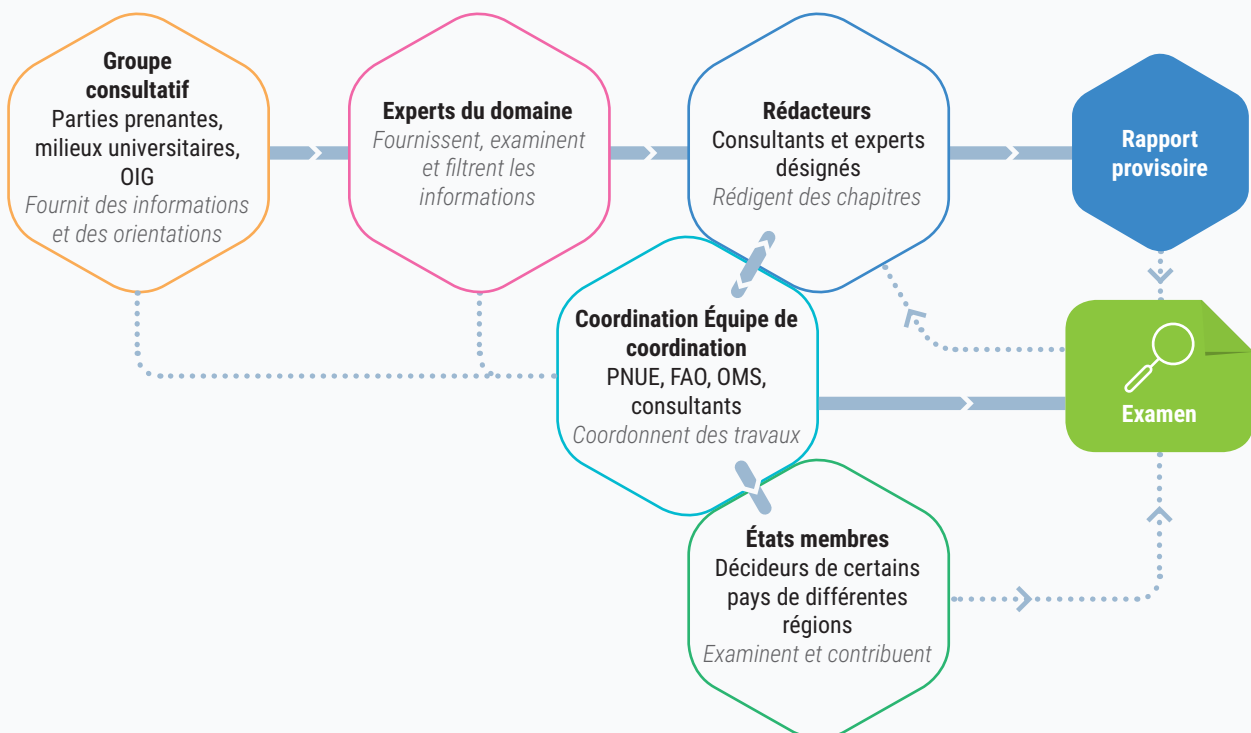 Groupe
consultatif
Parties prenantes,
milieux universitaires,
OIG
Fournit des informations
et des orientations
Experts du domaine
Fournissent, examinent
et filtrent les
informations
Rédacteurs
Consultants et experts
désignés
Rédigent des chapitres
Rapport
provisoire
Coordination Équipe de
coordination
PNUE, FAO, OMS,
consultants
Coordonnent des travaux
Examen
États membres
Décideurs de certains
pays de différentes
régions
Examinent et contribuent